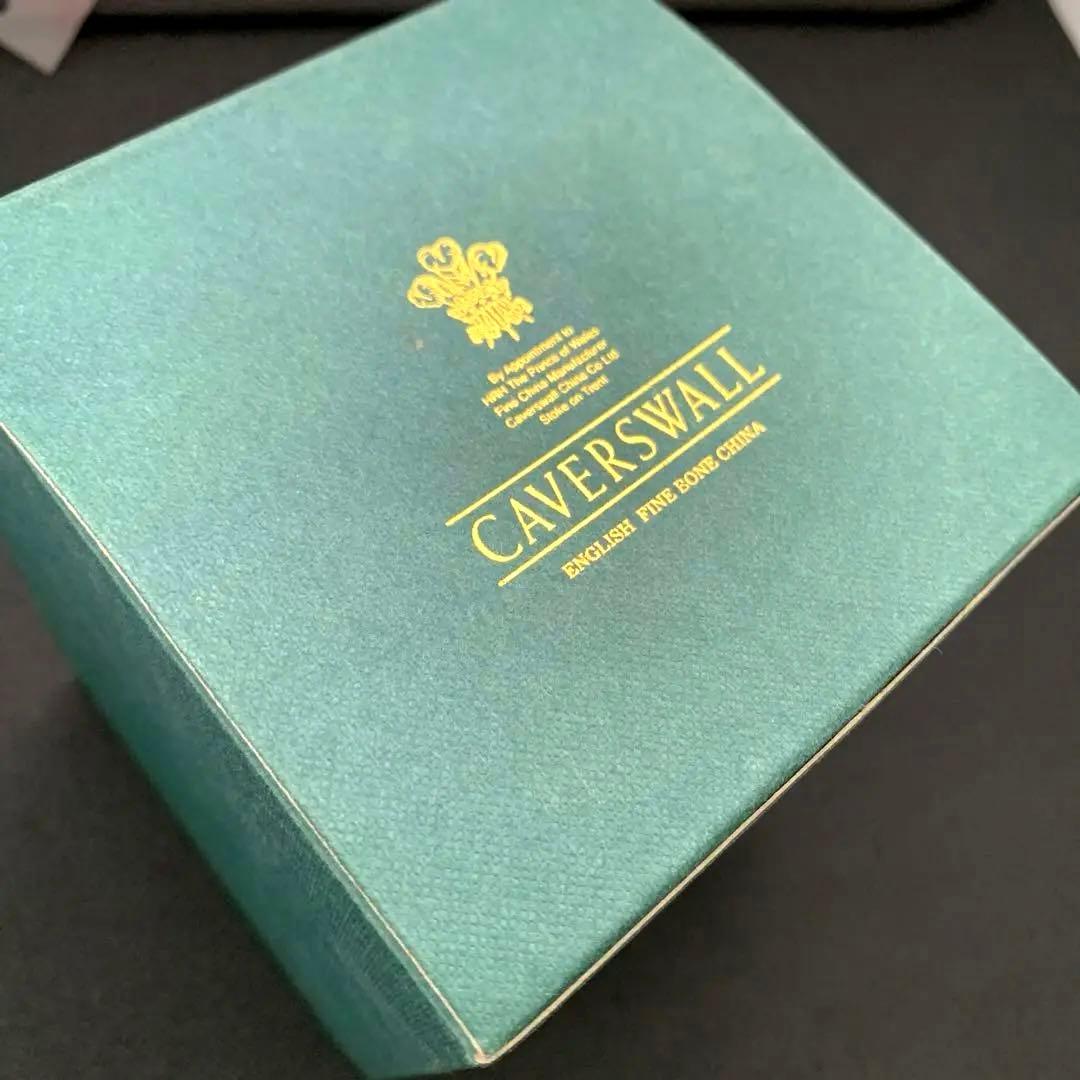 By Appointment to
HRH The Prince of Wales
Fine China Manufacturer
Caverswall China Co Ltd
Stoke on Trent
CAVERSWALL
ENGLISH FINE BONE CHINA